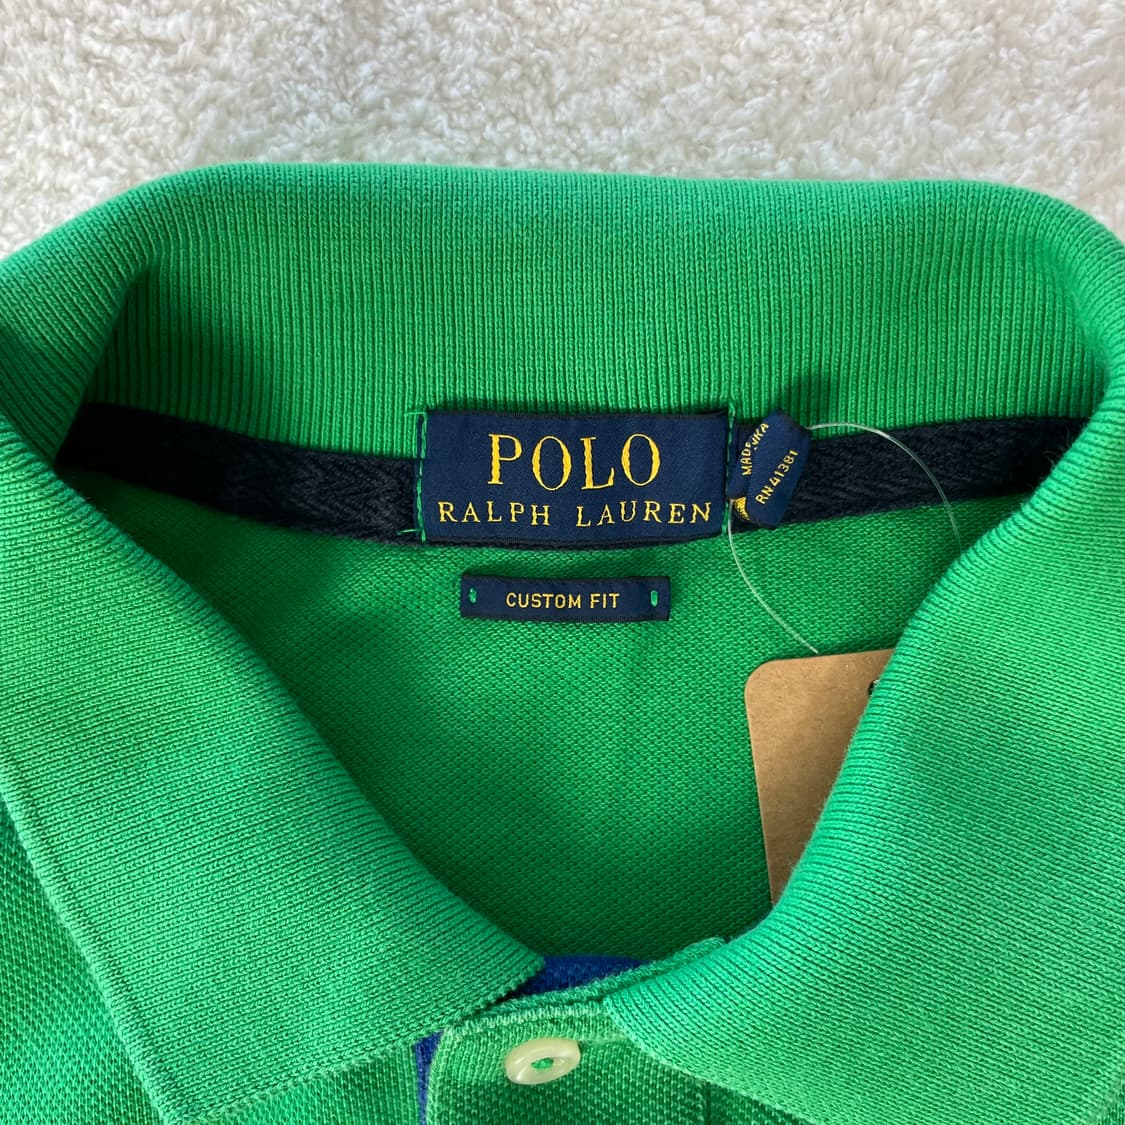 POLO
RALPH LAUREN
RN 41381
CUSTOM FIT